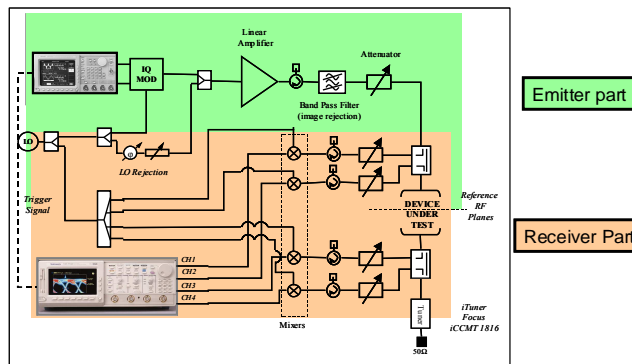 Linear
Amplifier
Attenuator
IQ
MOD
Band Pass Filter
(image rejection)
Emitter part
LO
φ
LO Rejection
Trigger
Signal
Reference
RF
Planes
DEVICE
UNDER
TEST
Receiver Part
CH1
CH2
CH3
CH4
Mixers
Tuner
iTuner
Focus
iCCMT 1816
50Ω